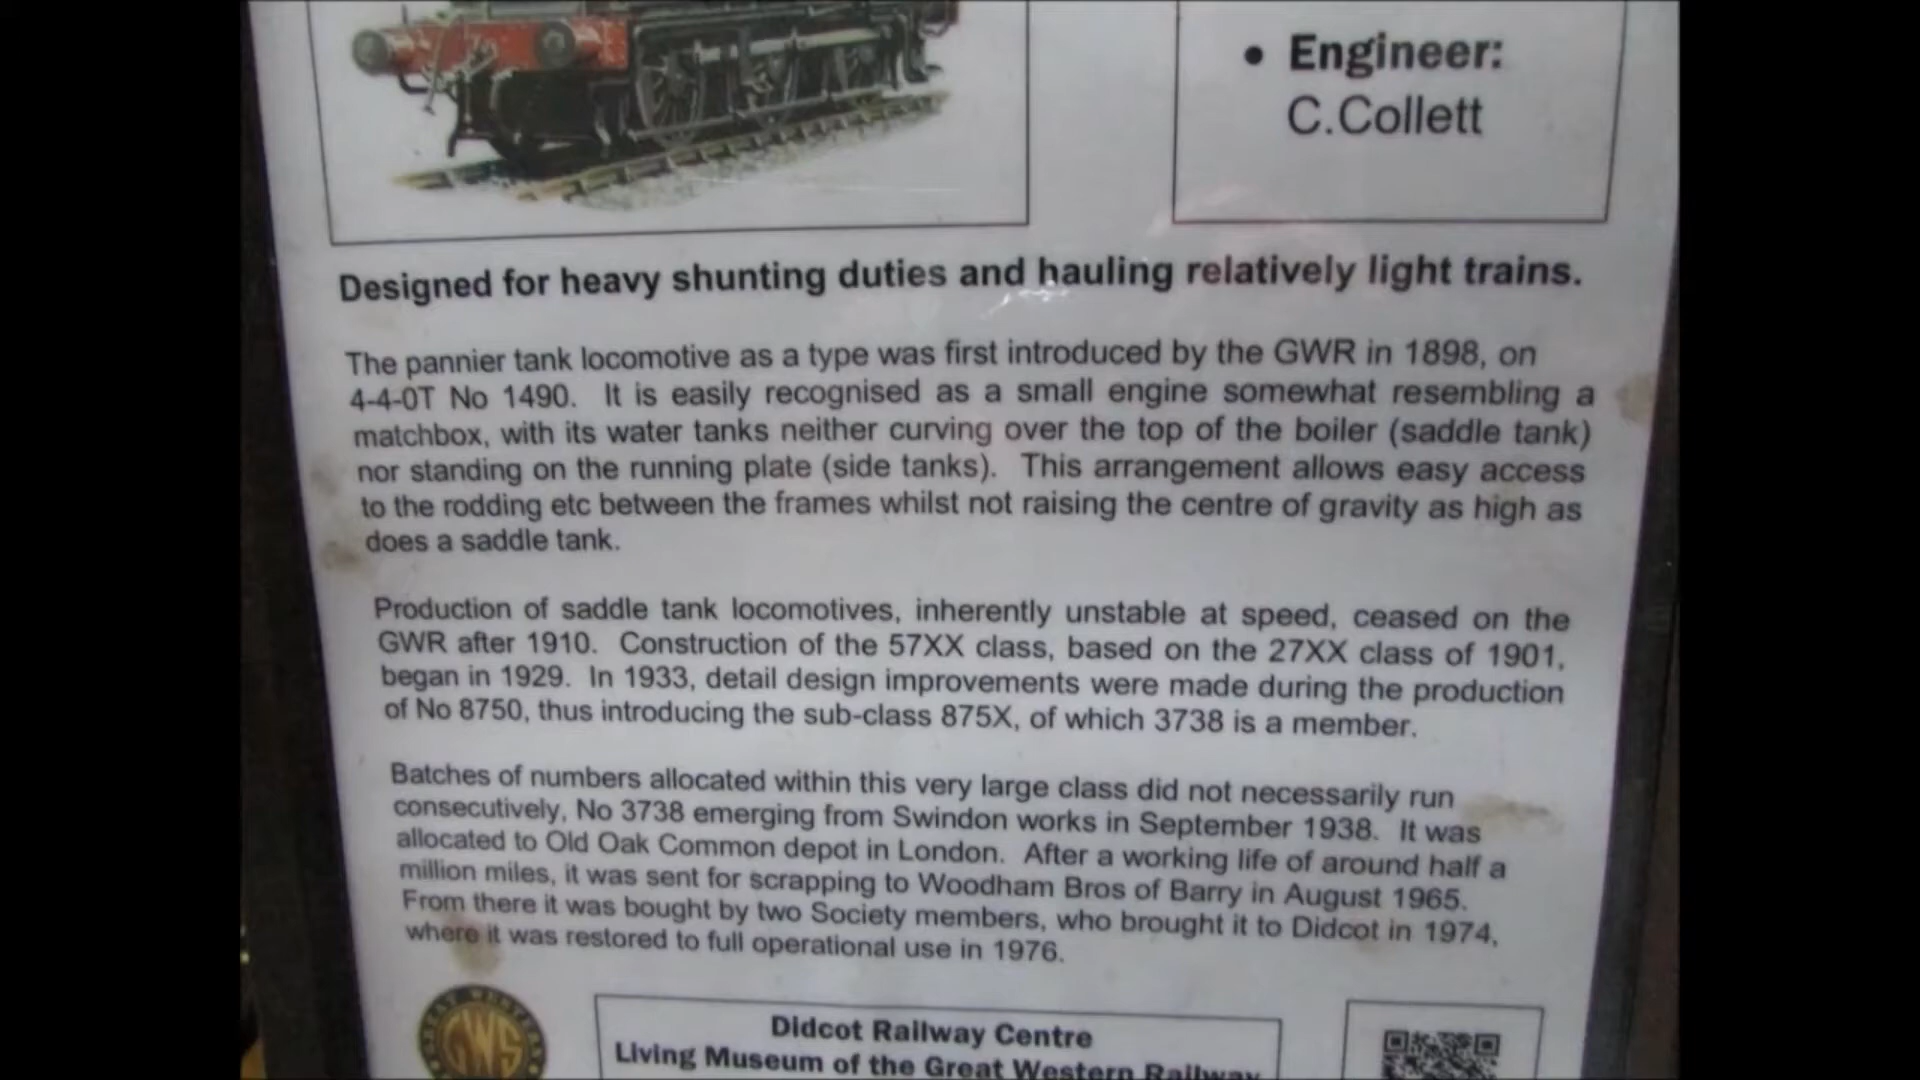 • Engineer:
C.Collett
Designed for heavy shunting duties and hauling relatively light trains.
The pannier tank locomotive as a type was first introduced by the GWR in 1898, on
4-4-0T No 1490. It is easily recognised as a small engine somewhat resembling a
matchbox, with its water tanks neither curving over the top of the boiler (saddle tank)
nor standing on the running plate (side tanks). This arrangement allows easy access
to the rodding etc between the frames whilst not raising the centre of gravity as high as
does a saddle tank.
Production of saddle tank locomotives, inherently unstable at speed, ceased on the
GWR after 1910. Construction of the 57XX class, based on the 27XX class of 1901,
began in 1929. In 1933, detail design improvements were made during the production
of No 8750, thus introducing the sub-class 875X, of which 3738 is a member.
Batches of numbers allocated within this very large class did not necessarily run
consecutively, No 3738 emerging from Swindon works in September 1938. It was
allocated to Old Oak Common depot in London. After a working life of around half a
million miles, it was sent for scrapping to Woodham Bros of Barry in August 1965.
From there it was bought by two Society members, who brought it to Didcot in 1974,
where it was restored to full operational use in 1976.
GWS
Didcot Railway Centre
Living Museum of the Great Western Railway